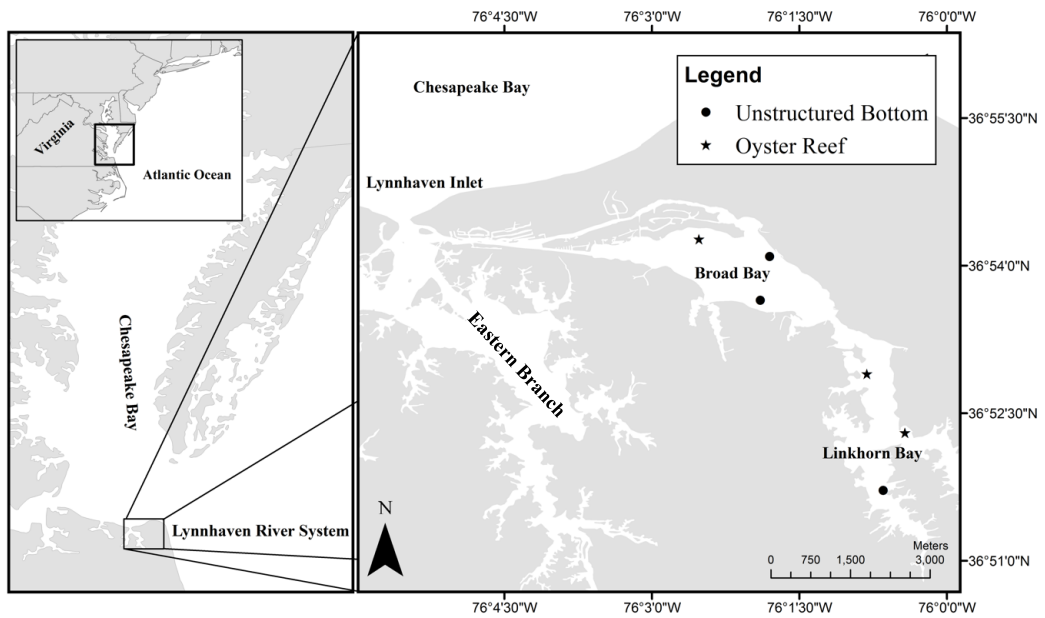 76°4'30"W
76°3'0"W
76°1'30"W
76°0'0"W
Virginia
Atlantic Ocean
Chesapeake Bay
Lynnhaven River System
Chesapeake Bay
Legend
Unstructured Bottom
Oyster Reef
36°55'30"N
Lynnhaven Inlet
Broad Bay
36°54'0"N
Eastern Branch
36°52'30"N
Linkhorn Bay
N
Meters
0 750 1,500 3,000
36°51'0"N
76°4'30"W
76°3'0"W
76°1'30"W
76°0'0"W